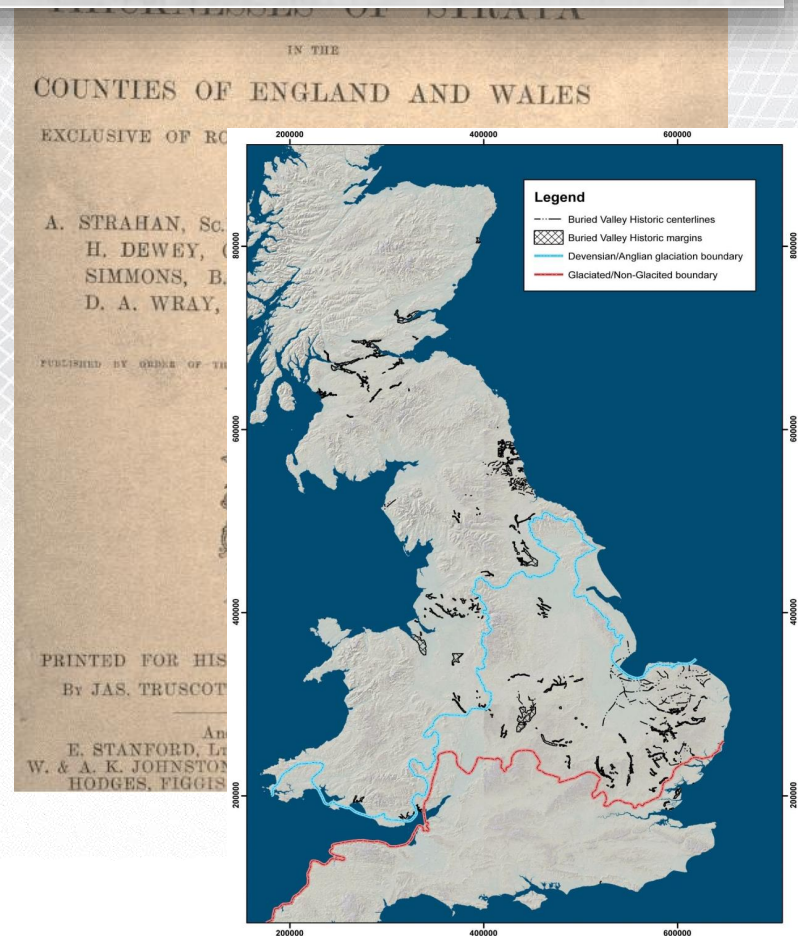 THICKNESSES OF STRATA
IN THE
COUNTIES OF ENGLAND AND WALES
EXCLUSIVE OF
A. STRAHAN, Sc.
H. DEWEY,
SIMMONS, B.
D. A. WRAY,
PUBLISHED BY ORDER OF
PRINTED FOR HIS
By JAS. TRUSCOT
E. STANFORD,
W. & A. K. JOHNSTON
HODGES, FIGGIS
200000
400000
600000
Legend
Buried Valley Historic centerlines
Buried Valley Historic margins
Devensian/Anglian glaciation boundary
Glaciated/Non-Glacited boundary
800000
800000
600000
600000
400000
400000
200000
200000
200000
400000
600000